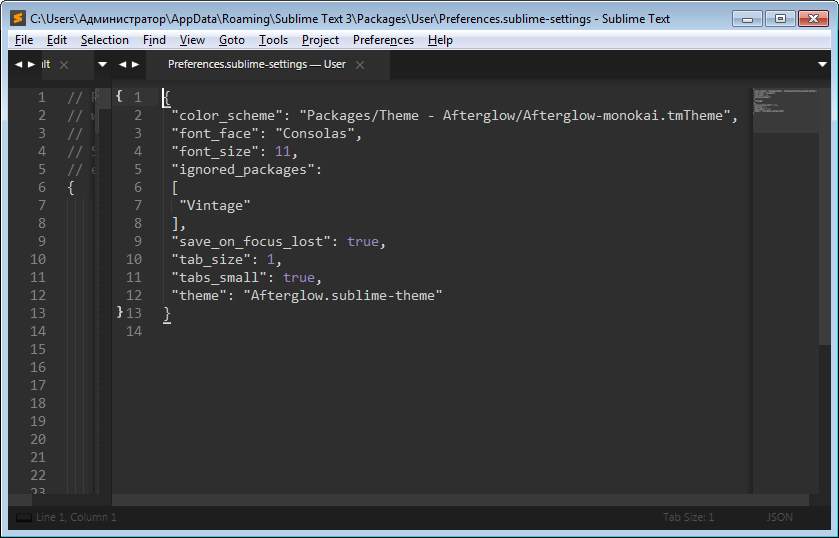 C:\Users\Администратор\AppData\Roaming\Sublime Text 3\Packages\User\Preferences.sublime-settings - Sublime Text
File Edit Selection Find View Goto Tools Project Preferences Help
ult Preferences.sublime-settings — User
1 // R
2 // w
3 //
4 // S
5 // e
6 {
7
8
9
10
11
12
13
14
15
16
17
18
19
20
21
22
23
{ 1 {
2 "color_scheme": "Packages/Theme - Afterglow/Afterglow-monokai.tmTheme",
3 "font_face": "Consolas",
4 "font_size": 11,
5 "ignored_packages":
6 [
7 "Vintage"
8 ],
9 "save_on_focus_lost": true,
10 "tab_size": 1,
11 "tabs_small": true,
12 "theme": "Afterglow.sublime-theme"
} 13 }
14
Line 1, Column 1 Tab Size: 1 JSON